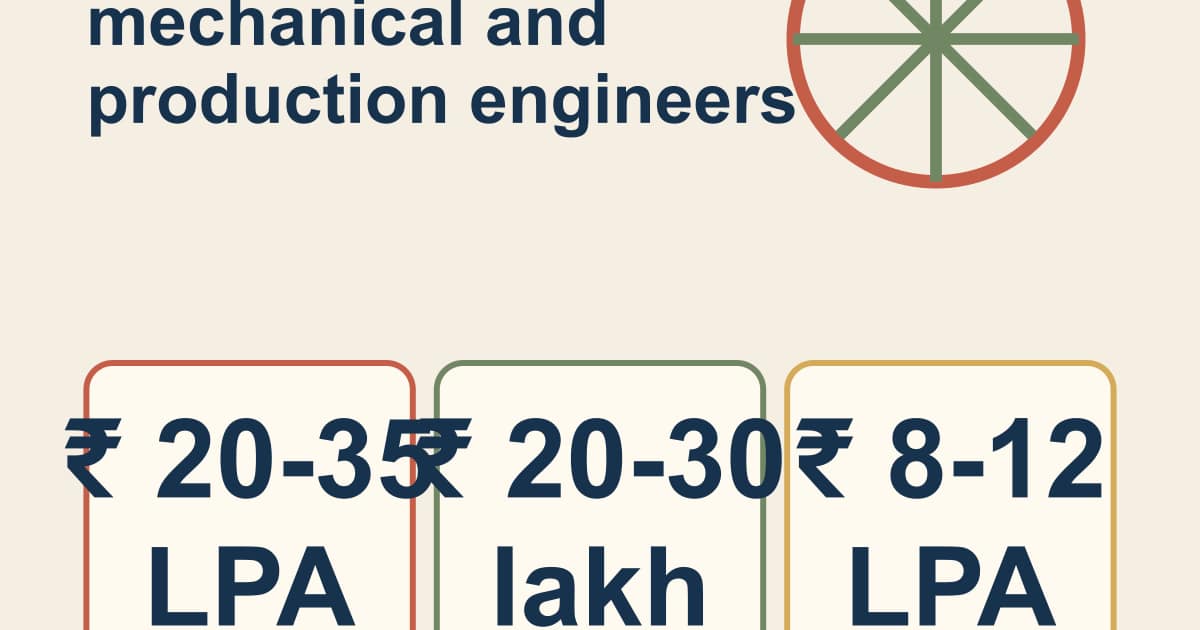 mechanical and
production engineers
₹ 20-35 ₹ 20-30 ₹ 8-12
LPA lakh LPA